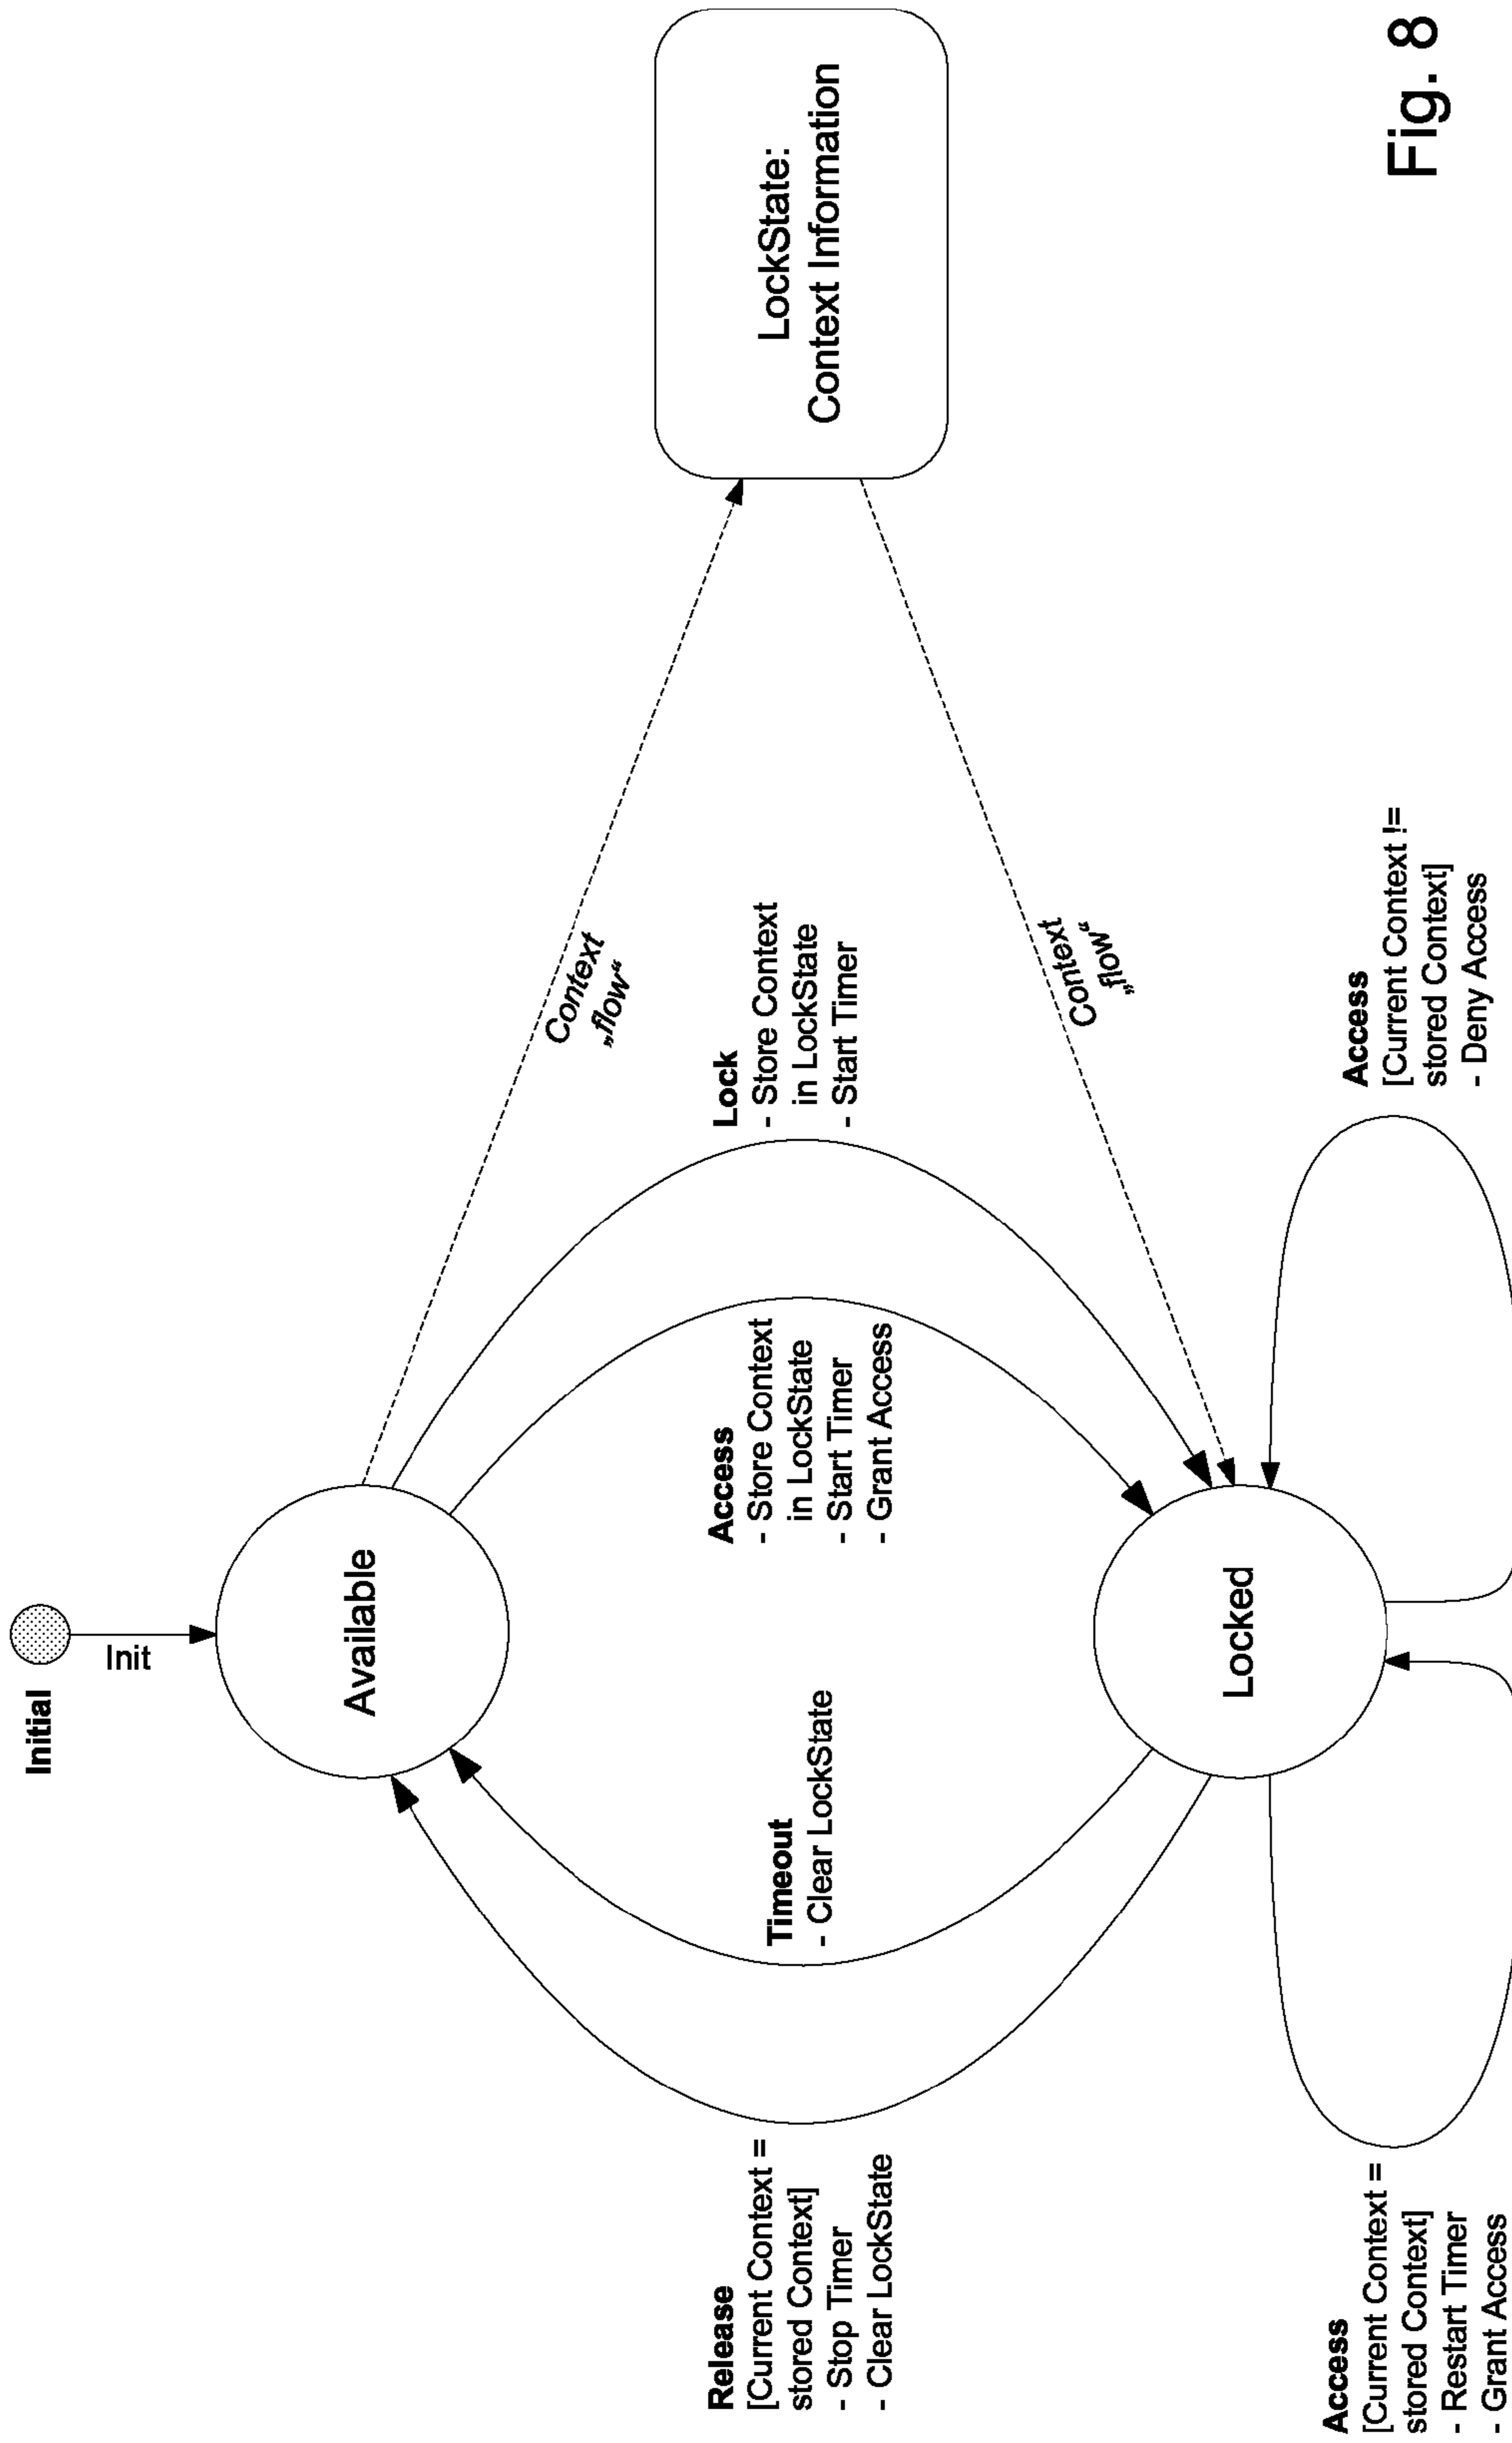 Initial
Init
Available
Release
[Current Context =
stored Context]
- Stop Timer
- Clear LockState
Timeout
- Clear LockState
Access
- Store Context
in LockState
- Start Timer
- Grant Access
Lock
- Store Context
in LockState
- Start Timer
Context
„flow“
LockState:
Context Information
Context
„flow“
Locked
Access
[Current Context =
stored Context]
- Restart Timer
- Grant Access
Access
[Current Context !=
stored Context]
- Deny Access
Fig. 8